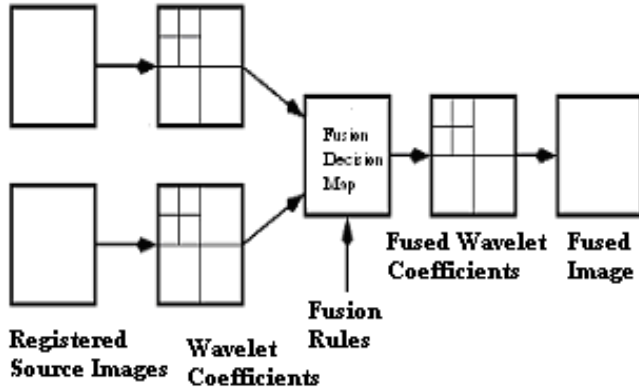 Fusion
Decision
Map
Fused Wavelet
Coefficients
Fused
Image
Registered
Source Images
Wavelet
Coefficients
Fusion
Rules